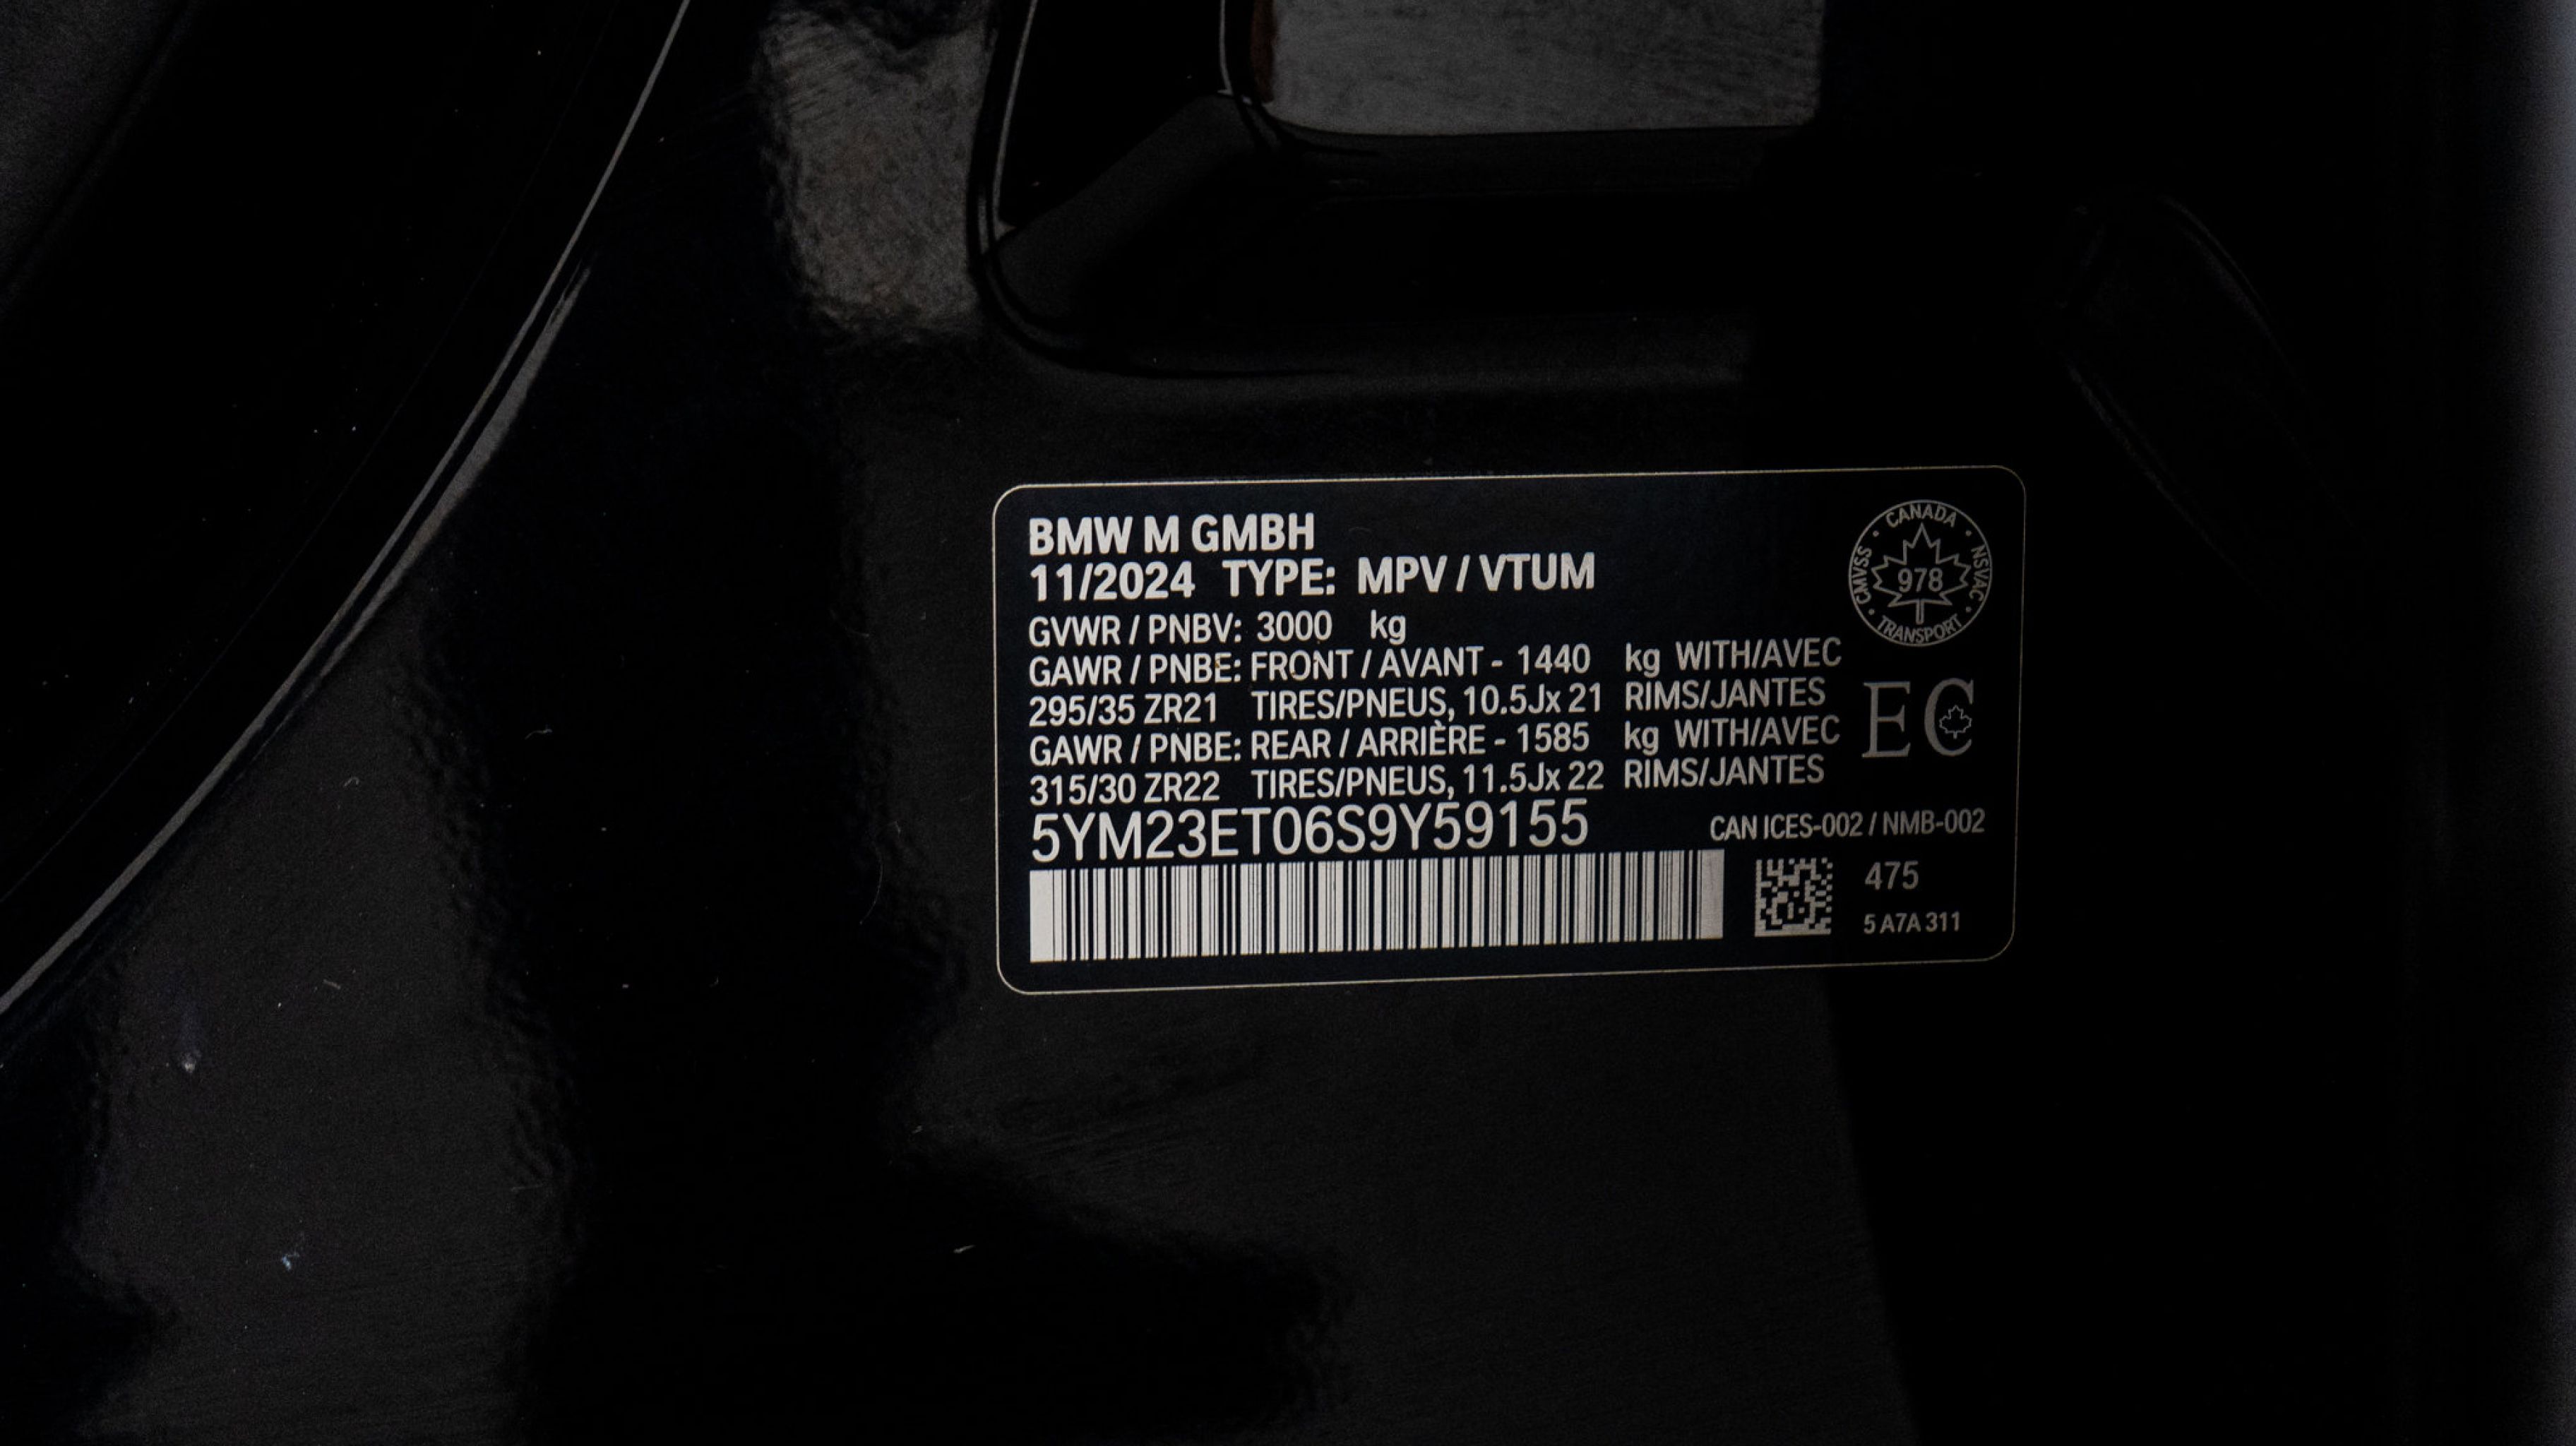 BMW M GMBH
11/2024 TYPE: MPV / VTUM
GVWR / PNBV: 3000 kg
GAWR / PNBE: FRONT / AVANT - 1440 kg WITH/AVEC
295/35 ZR21 TIRES/PNEUS, 10.5Jx 21 RIMS/JANTES
GAWR / PNBE: REAR / ARRIÈRE - 1585 kg WITH/AVEC
315/30 ZR22 TIRES/PNEUS, 11.5Jx 22 RIMS/JANTES
5YM23ET06S9Y59155
CANADA
CMVSS
978
NSVAC
TRANSPORT
EC
CAN ICES-002 / NMB-002
475
5 A7A 311